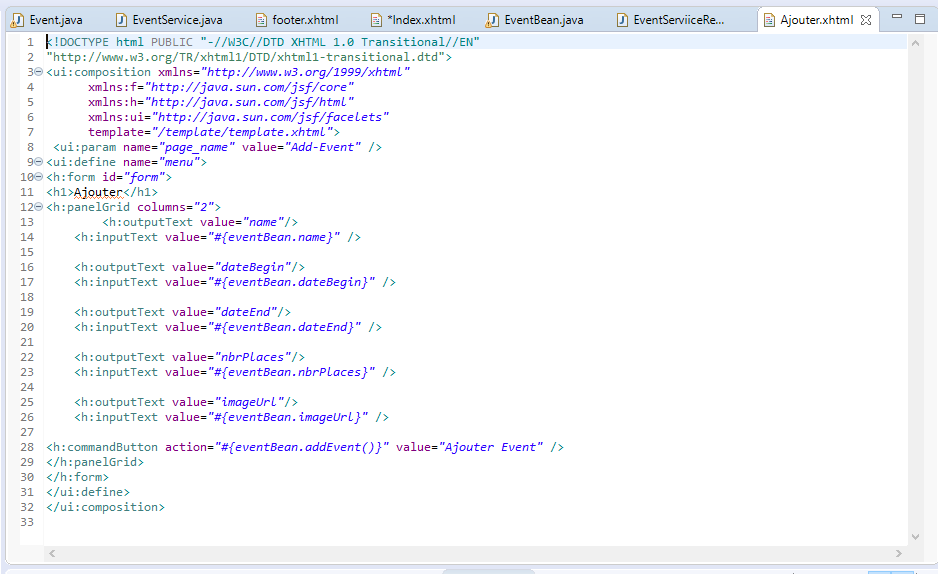 Event.java EventService.java footer.xhtml *Index.xhtml EventBean.java EventServiiceRe... Ajouter.xhtml
1 <!DOCTYPE html PUBLIC "-//W3C//DTD XHTML 1.0 Transitional//EN"
2 "http://www.w3.org/TR/xhtml1/DTD/xhtml1-transitional.dtd">
3 <ui:composition xmlns="http://www.w3.org/1999/xhtml"
4 xmlns:f="http://java.sun.com/jsf/core"
5 xmlns:h="http://java.sun.com/jsf/html"
6 xmlns:ui="http://java.sun.com/jsf/facelets"
7 template="/template/template.xhtml">
8 <ui:param name="page_name" value="Add-Event" />
9 <ui:define name="menu">
10 <h:form id="form">
11 <h1>Ajouter</h1>
12 <h:panelGrid columns="2">
13 <h:outputText value="name"/>
14 <h:inputText value="#{eventBean.name}" />
15
16 <h:outputText value="dateBegin"/>
17 <h:inputText value="#{eventBean.dateBegin}" />
18
19 <h:outputText value="dateEnd"/>
20 <h:inputText value="#{eventBean.dateEnd}" />
21
22 <h:outputText value="nbrPlaces"/>
23 <h:inputText value="#{eventBean.nbrPlaces}" />
24
25 <h:outputText value="imageUrl"/>
26 <h:inputText value="#{eventBean.imageUrl}" />
27
28 <h:commandButton action="#{eventBean.addEvent()}" value="Ajouter Event" />
29 </h:panelGrid>
30 </h:form>
31 </ui:define>
32 </ui:composition>
33